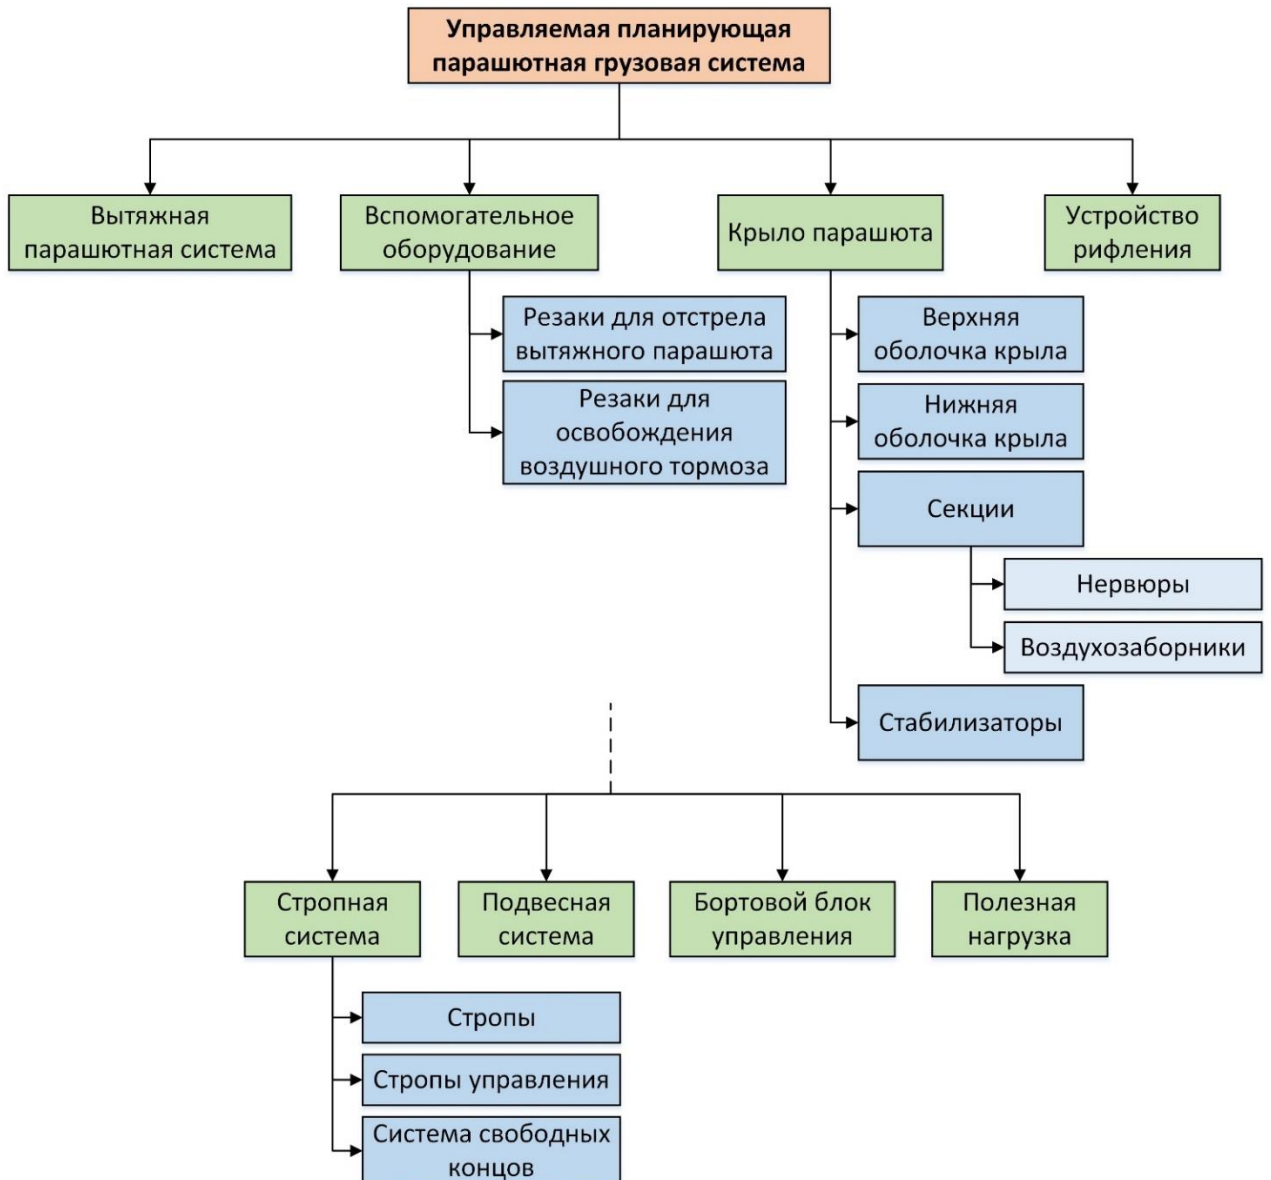 Управляемая планирующая
парашютная грузовая система
Вытяжная
парашютная система
Вспомогательное
оборудование
Крыло парашюта
Устройство
рифления
Резаки для отстрела
вытяжного парашюта
Резаки для
освобождения
воздушного тормоза
Верхняя
оболочка крыла
Нижняя
оболочка крыла
Секции
Нервюры
Воздухозаборники
Стабилизаторы
Стропная
система
Подвесная
система
Бортовой блок
управления
Полезная
нагрузка
Стропы
Стропы управления
Система свободных
концов